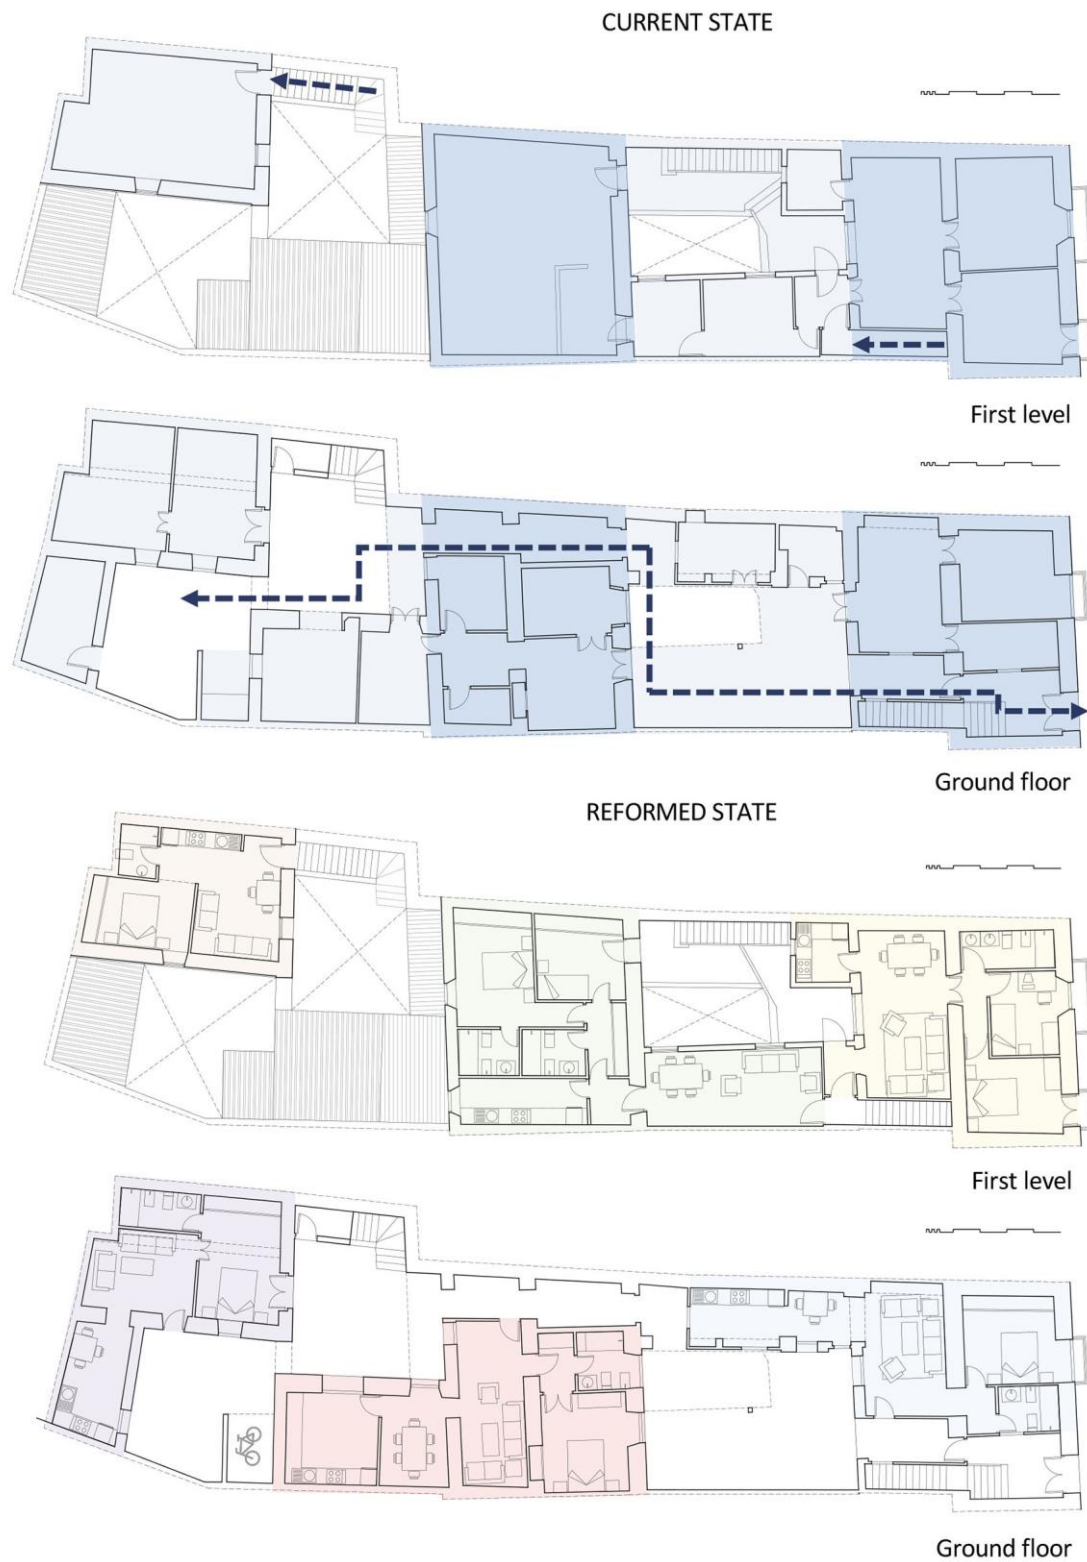 CURRENT STATE
First level
Ground floor
REFORMED STATE
First level
Ground floor